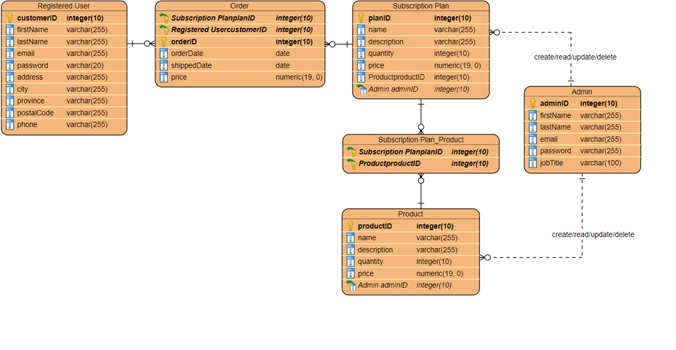 Registered User
customerID integer(10)
firstName varchar(255)
lastName varchar(255)
email varchar(255)
password varchar(20)
address varchar(255)
city varchar(255)
province varchar(255)
postalCode varchar(255)
phone varchar(255)
Order
Subscription PlanplanID integer(10)
Registered UsercustomerID integer(10)
orderID integer(10)
orderDate date
shippedDate date
price numeric(19, 0)
Subscription Plan
planID integer(10)
name varchar(255)
description varchar(255)
quantity integer(10)
price numeric(19, 0)
ProductproductID integer(10)
Admin adminID integer(10)
create/read/update/delete
Admin
adminID integer(10)
firstName varchar(255)
lastName varchar(255)
email varchar(255)
password varchar(255)
jobTitle varchar(100)
Subscription Plan_Product
Subscription PlanplanID integer(10)
ProductproductID integer(10)
Product
productID integer(10)
name varchar(255)
description varchar(255)
quantity integer(10)
price numeric(19, 0)
Admin adminID integer(10)
create/read/update/delete